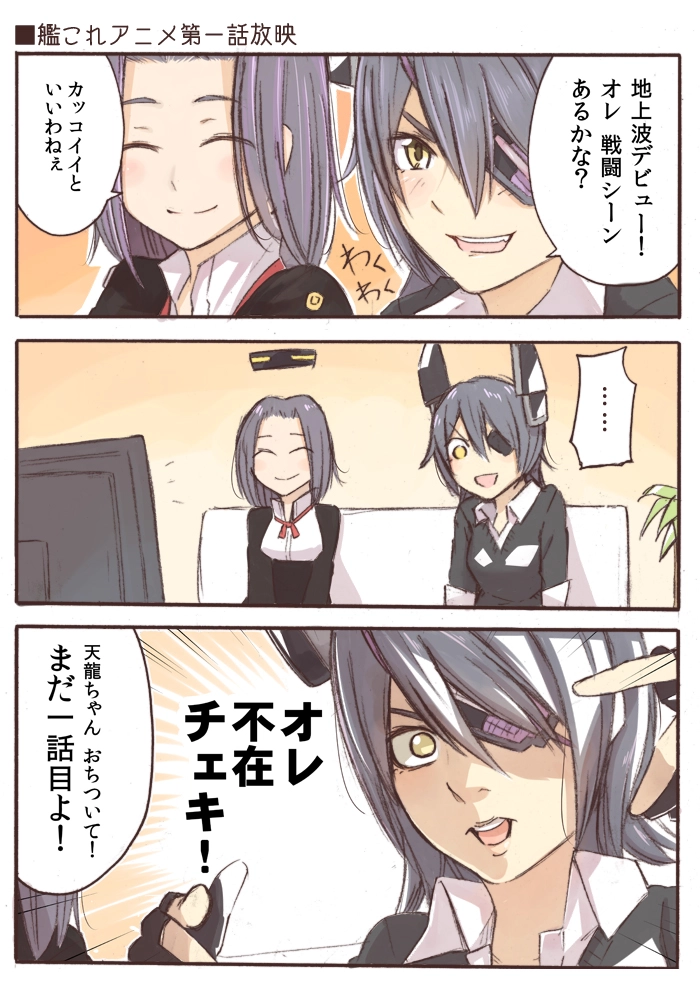 ■艦これアニメ第一話放映
地上波デビュー！
オレ 戦闘シーン
あるかな？
わく
わく
カッコイイと
いいわねぇ
……
オレ
不在
チェキ！
天龍ちゃん おちついて！
まだ一話目よ！